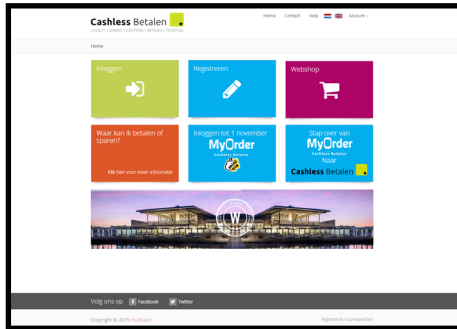 Cashless Betalen
LOYALTY | SPAREN | COUPONS | BETALEN | TICKETING
Home Contact Help Account
Home
Inloggen
Registreren
Webshop
Waar kan ik betalen of
sparen?
Klik hier voor meer informatie
Inloggen tot 1 november
MyOrder
Cashless Betalen
Stap over van
MyOrder
Cashless Betalen
Naar
Cashless Betalen
W
Volg ons op Facebook Twitter
Copyright © 2015 multicard
Algemene voorwaarden